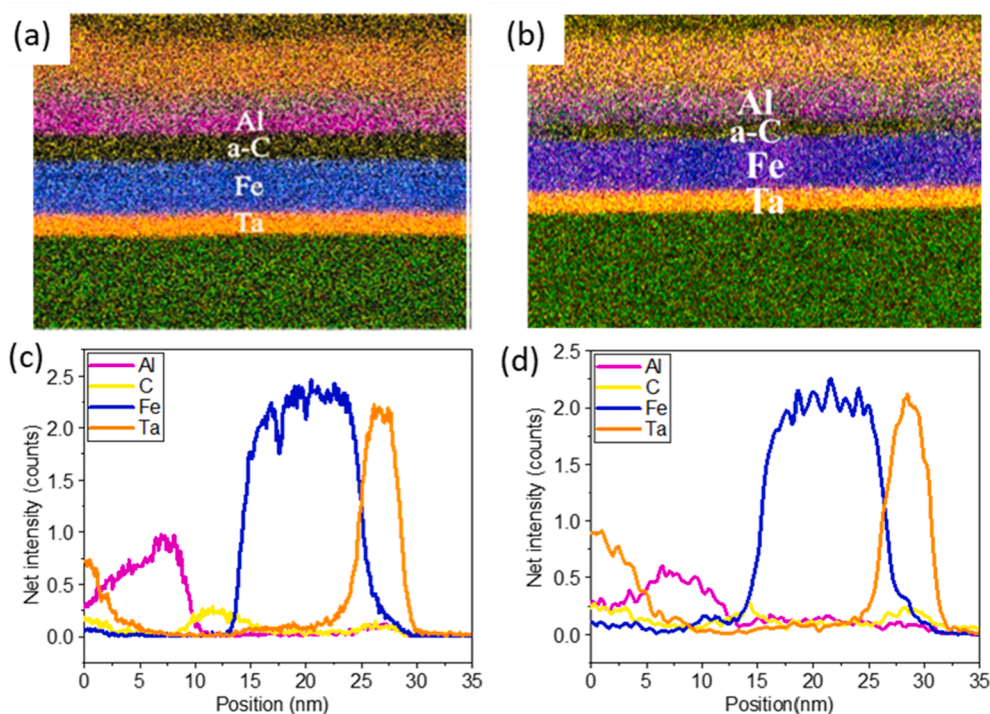 (a)
Al
a-C
Fe
Ta
(b)
Al
a-C
Fe
Ta
(c)
Al
C
Fe
Ta
2.5
2.0
1.5
1.0
0.5
0.0
Net intensity (counts)
0 5 10 15 20 25 30 35
Position (nm)
(d)
Al
C
Fe
Ta
2.5
2.0
1.5
1.0
0.5
0.0
Net intensity (counts)
0 5 10 15 20 25 30 35
Position(nm)